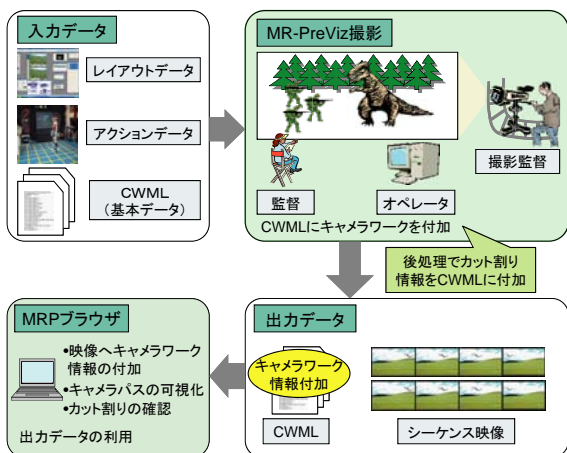 入力データ
レイアウトデータ
アクションデータ
CWML
(基本データ)
MR-PreViz撮影
監督
オペレータ
撮影監督
CWMLにキャメラワークを付加
後処理でカット割り
情報をCWMLに付加
出力データ
キャメラワーク
情報付加
CWML
シーケンス映像
MRPブラウザ
•映像へキャメラワーク
情報の付加
•キャメラパスの可視化
•カット割りの確認
出力データの利用